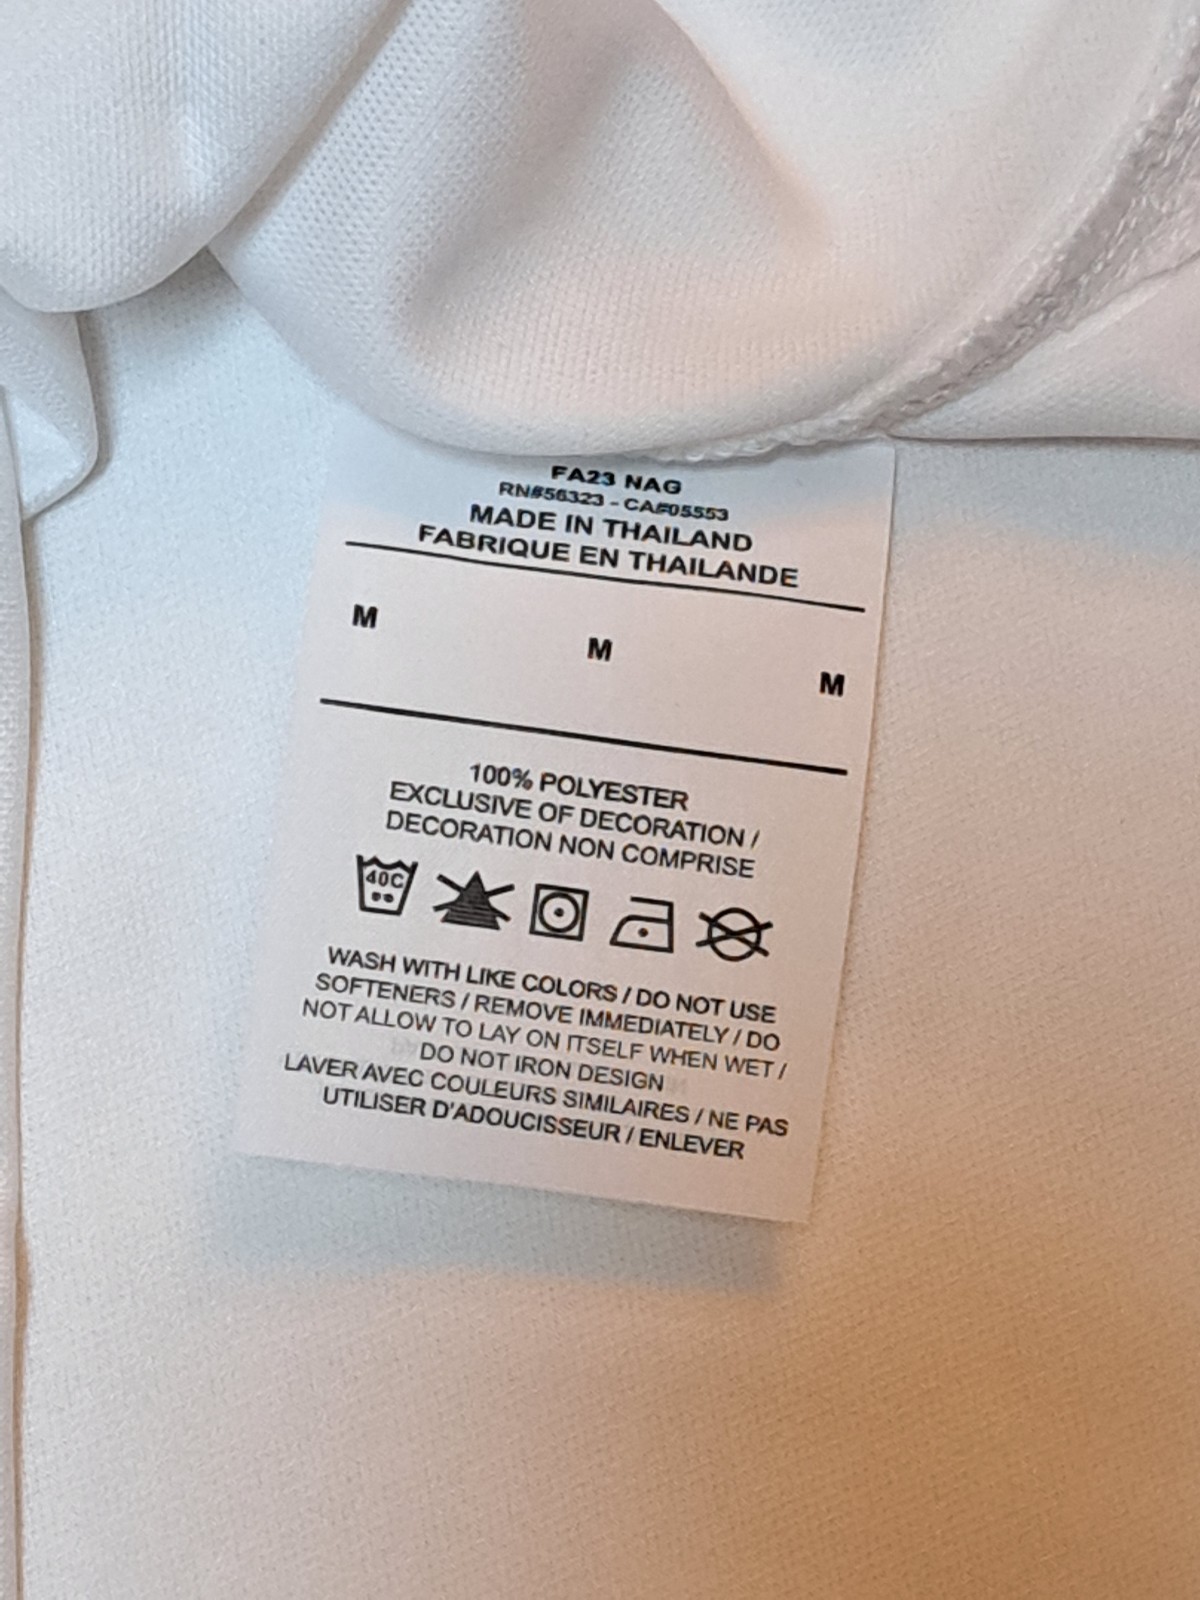 FA23 NAG
RN#56323 - CA#05553
MADE IN THAILAND
FABRIQUE EN THAILANDE
M M M
100% POLYESTER
EXCLUSIVE OF DECORATION /
DECORATION NON COMPRISE
40C
WASH WITH LIKE COLORS / DO NOT USE
SOFTENERS / REMOVE IMMEDIATELY / DO
NOT ALLOW TO LAY ON ITSELF WHEN WET /
DO NOT IRON DESIGN
LAVER AVEC COULEURS SIMILAIRES / NE PAS
UTILISER D'ADOUCISSEUR / ENLEVER